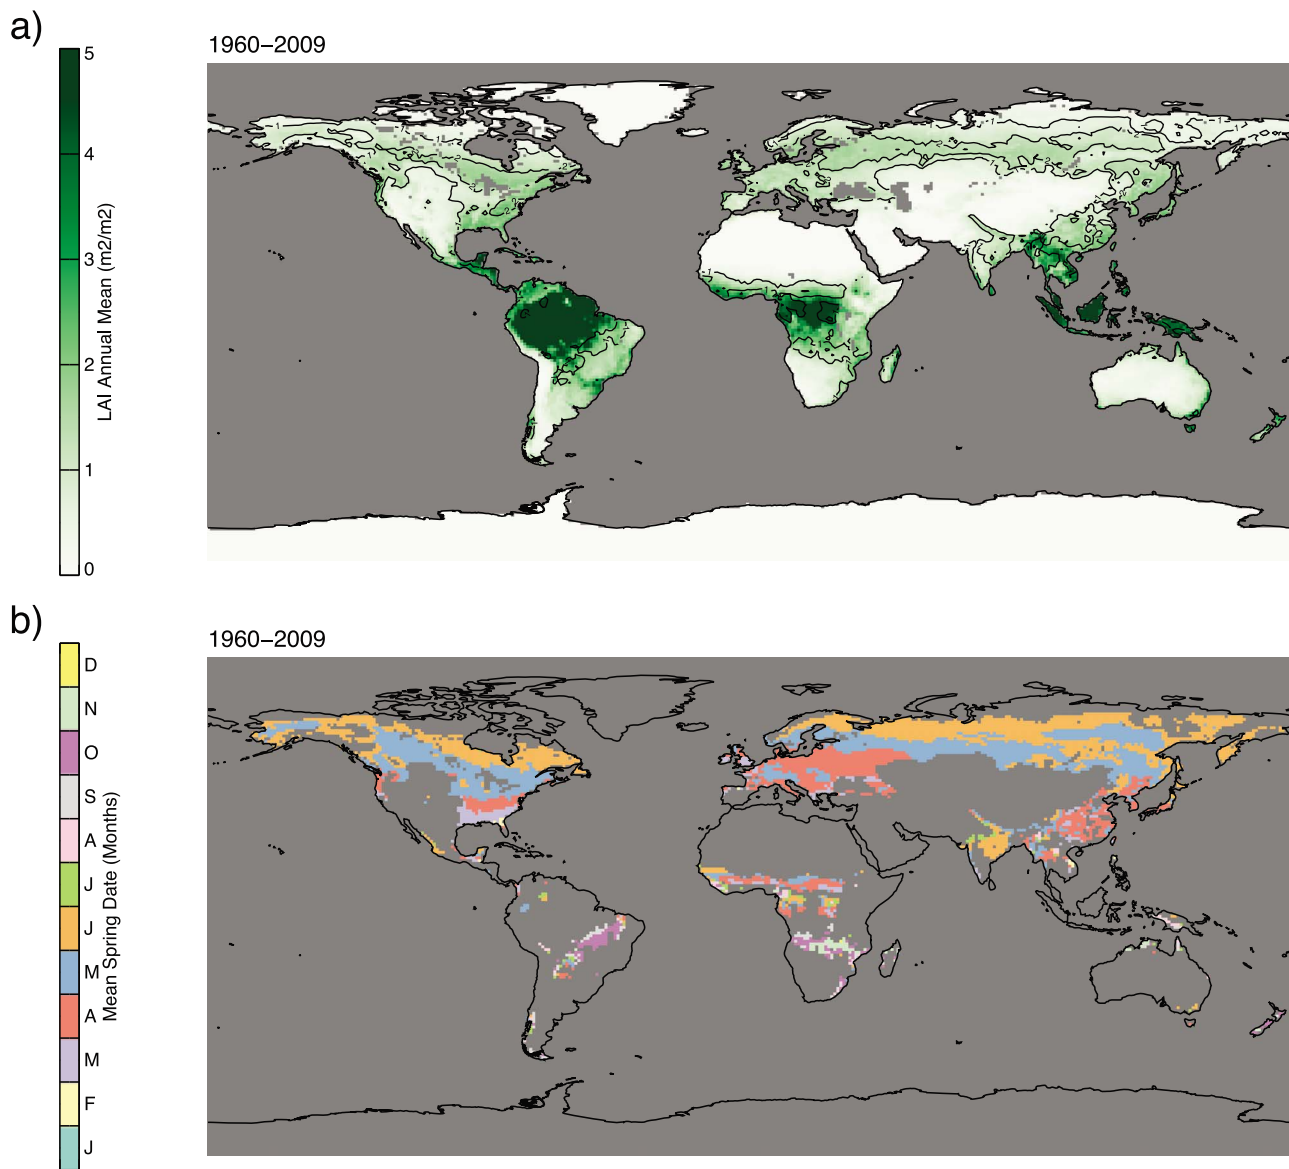 a)
1960–2009
5
4
3
2
1
0
LAI Annual Mean (m2/m2)
b)
1960–2009
D
N
O
S
A
J
J
M
A
M
F
J
Mean Spring Date (Months)